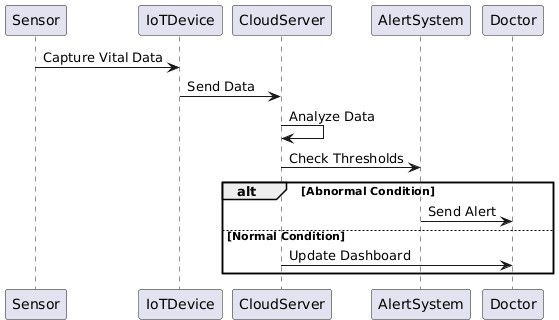 Sensor IoTDevice CloudServer AlertSystem Doctor
Capture Vital Data
Send Data
Analyze Data
Check Thresholds
alt [Abnormal Condition]
Send Alert
[Normal Condition]
Update Dashboard
Sensor IoTDevice CloudServer AlertSystem Doctor